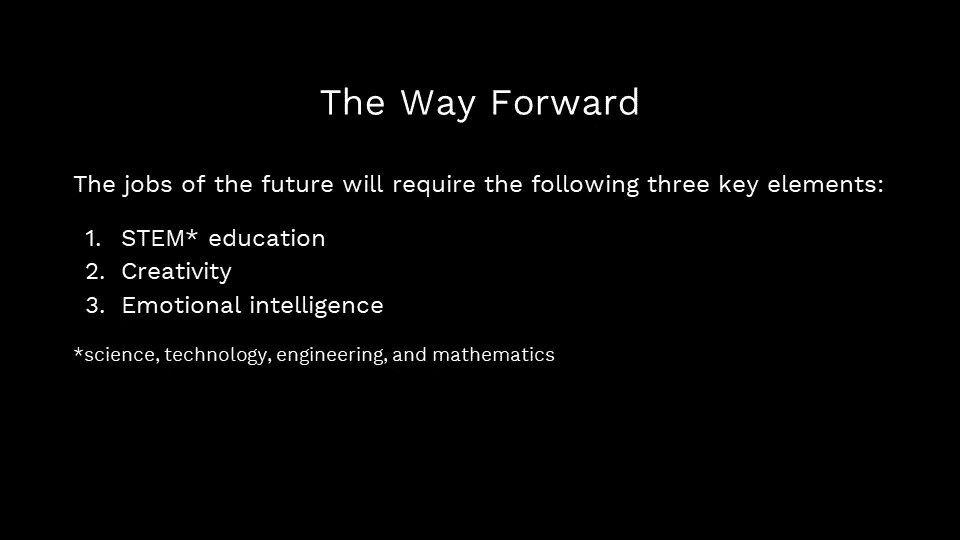 The Way Forward
The jobs of the future will require the following three key elements:
1. STEM* education
2. Creativity
3. Emotional intelligence
*science, technology, engineering, and mathematics